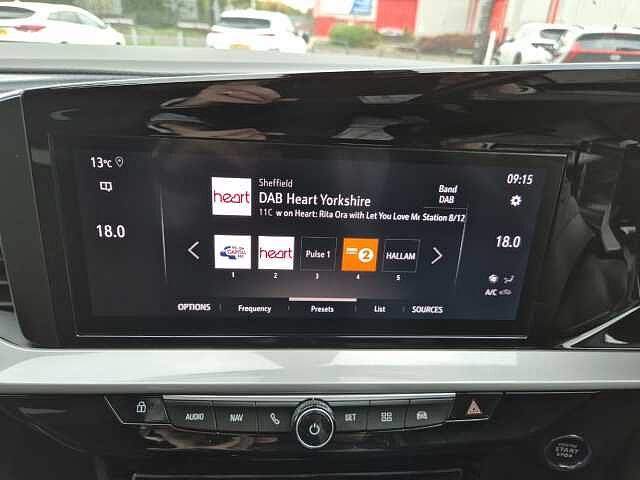 13°C
09:15
heart
Sheffield
DAB Heart Yorkshire
11C w on Heart: Rita Ora with Let You Love Me Station 8/12
Band
DAB
18.0
18.0
CAPITAL
heart
Pulse 1
2
HALLAM
1
2
3
4
5
A/C
OPTIONS
Frequency
Presets
List
SOURCES
AUDIO
NAV
SET
START
STOP